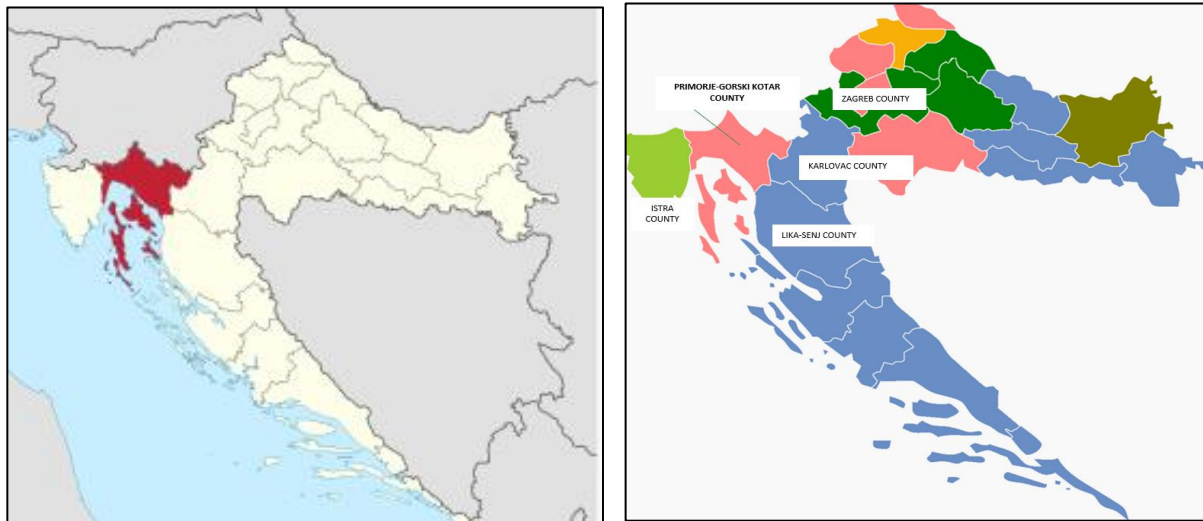 PRIMORJE-GORSKI KOTAR
COUNTY
ZAGREB COUNTY
KARLOVAC COUNTY
ISTRA
COUNTY
LIKA-SENJ COUNTY